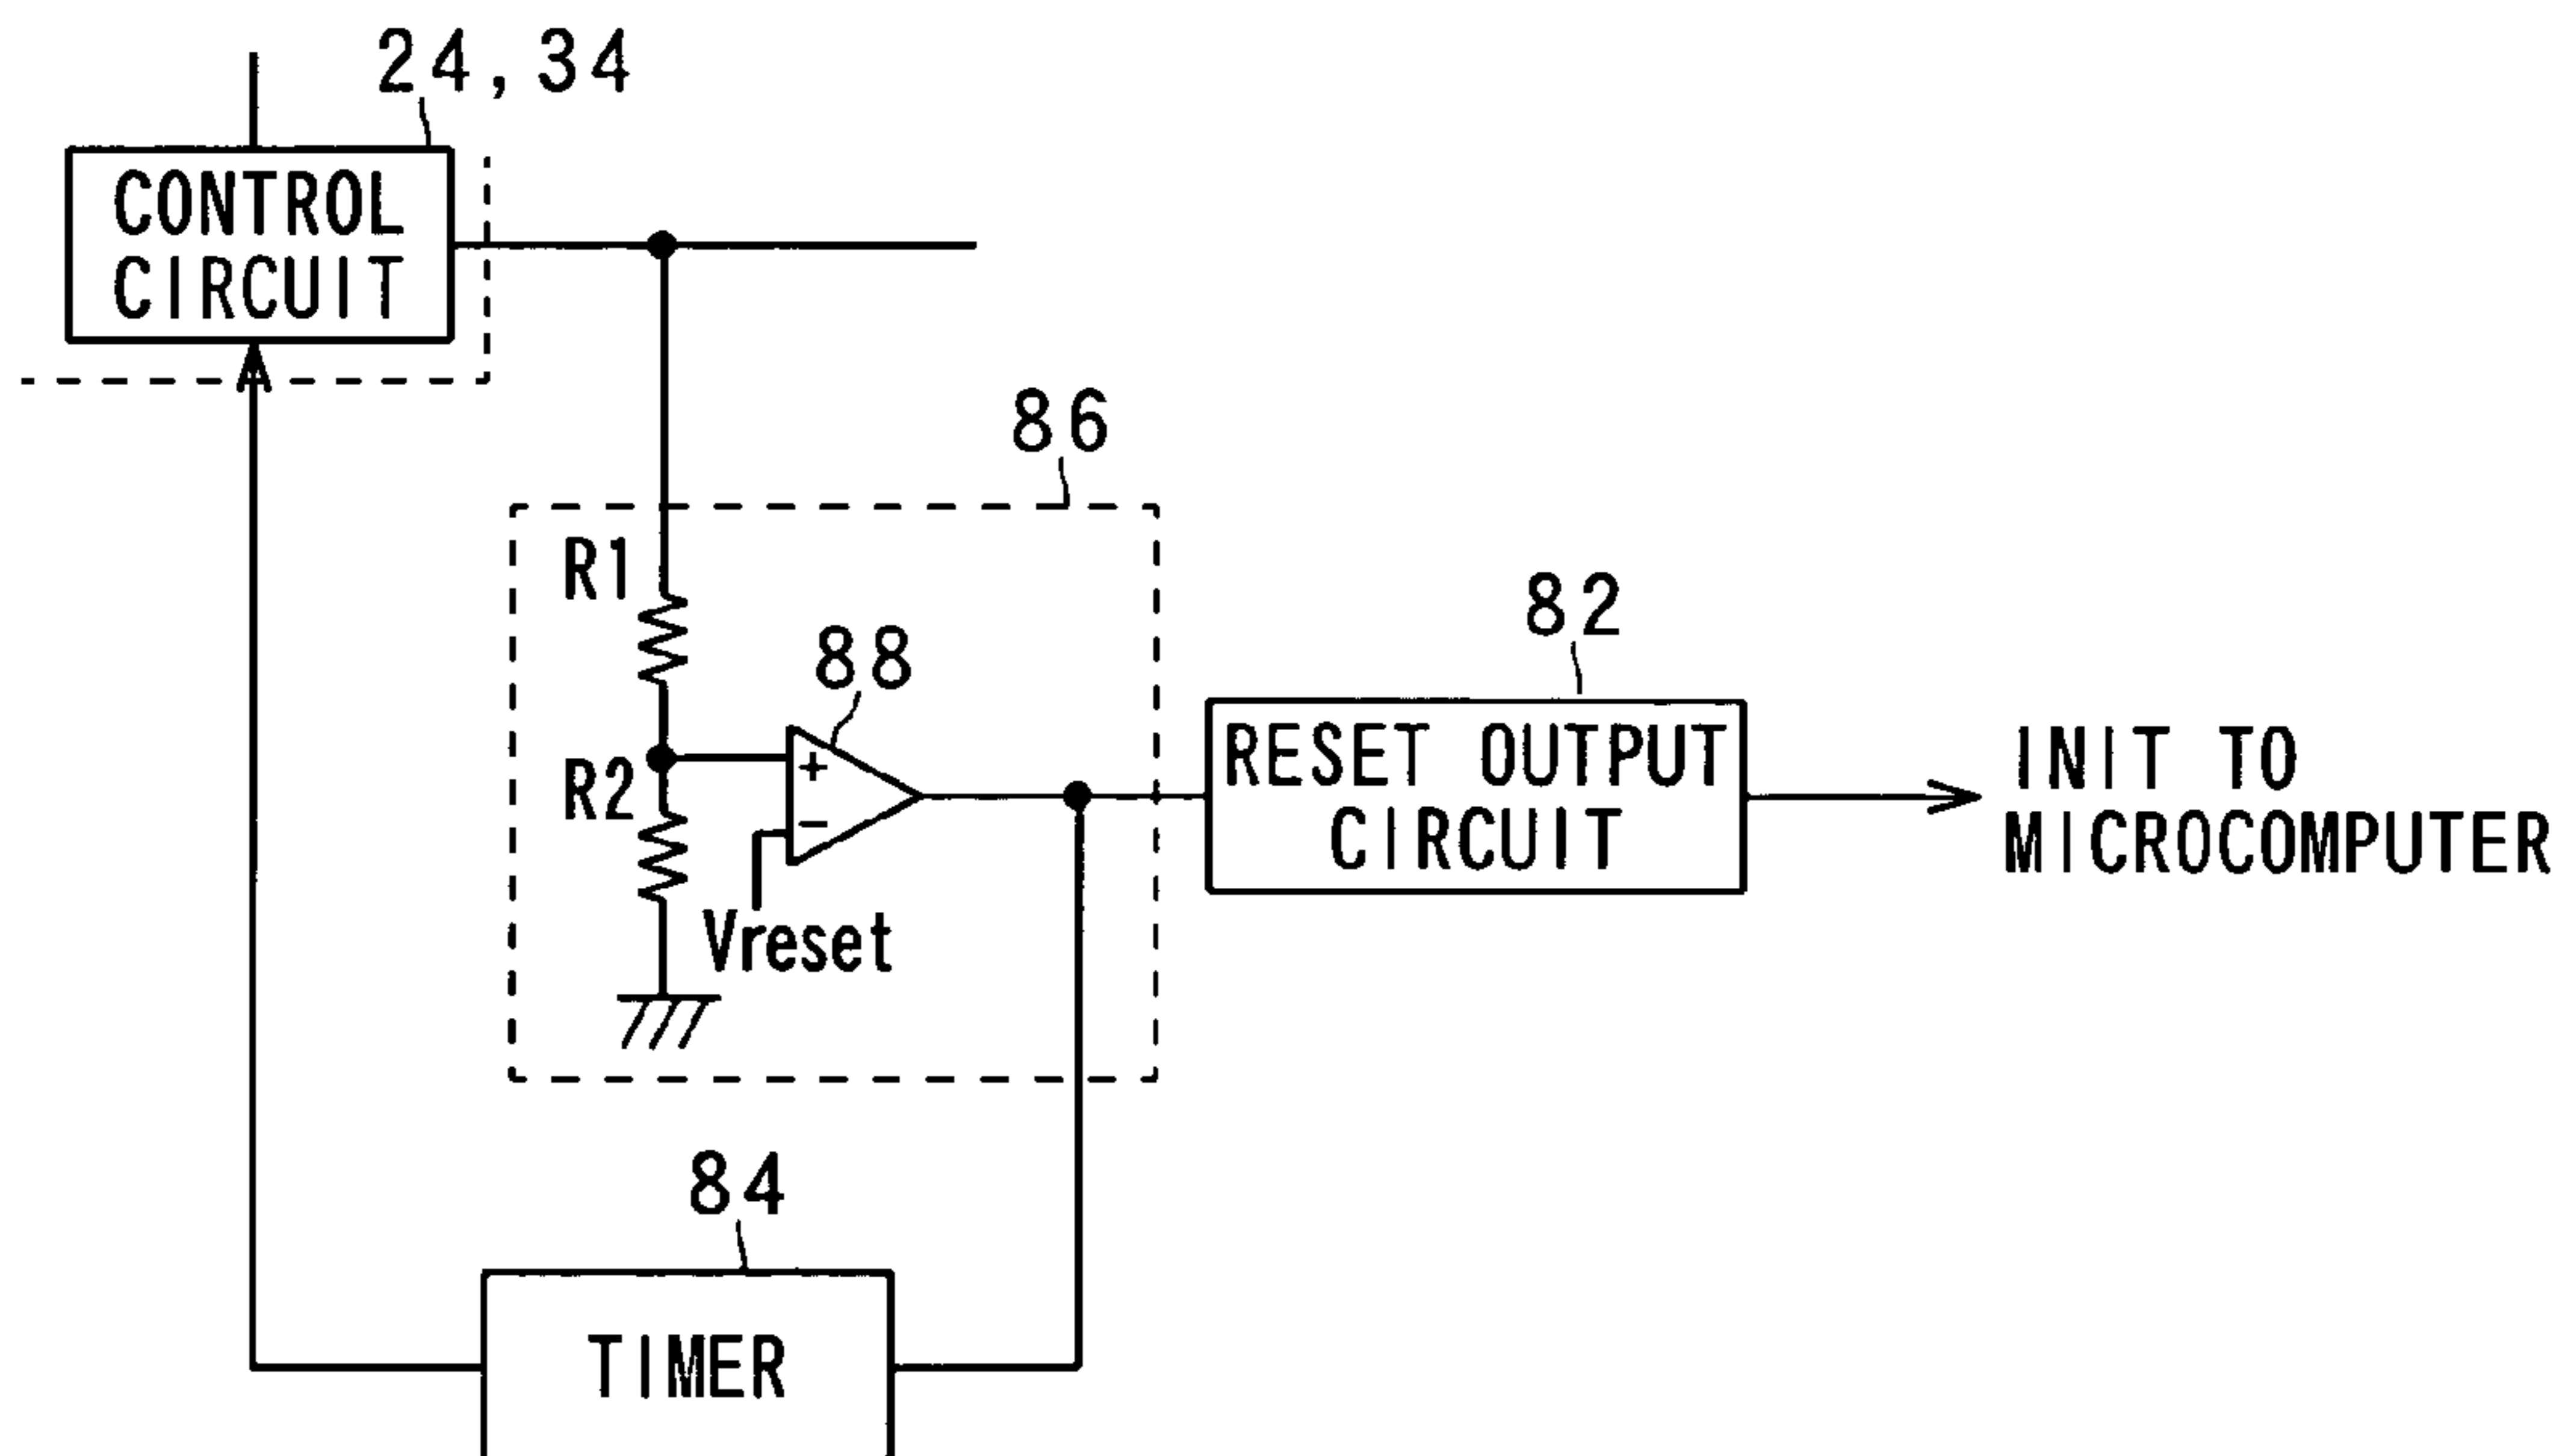 24,34
CONTROL
CIRCUIT
86
R1
88
82
+
R2
−
RESET OUTPUT
CIRCUIT
INIT TO
MICROCOMPUTER
Vreset
84
TIMER